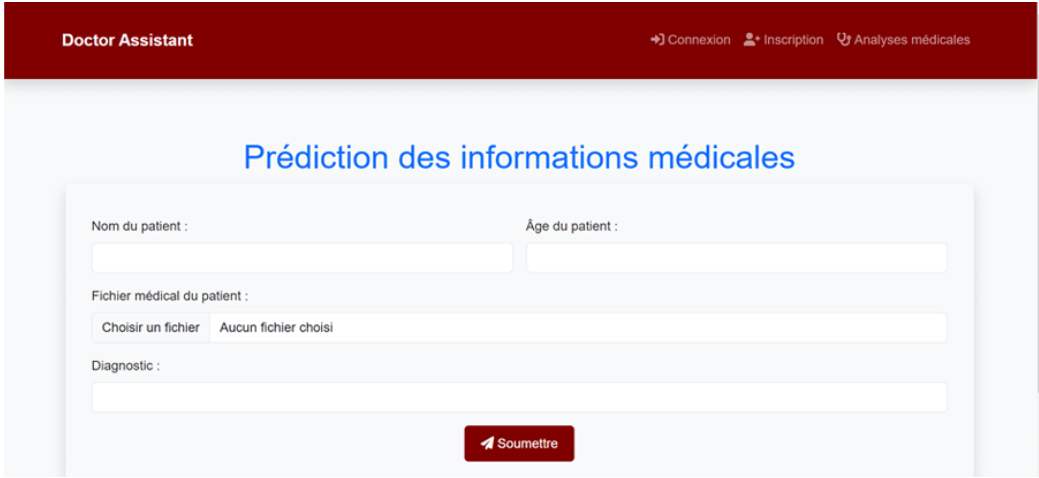 Doctor Assistant
Connexion Inscription Analyses médicales
Prédiction des informations médicales
Nom du patient :
Âge du patient :
Fichier médical du patient :
Choisir un fichier Aucun fichier choisi
Diagnostic :
Soumettre